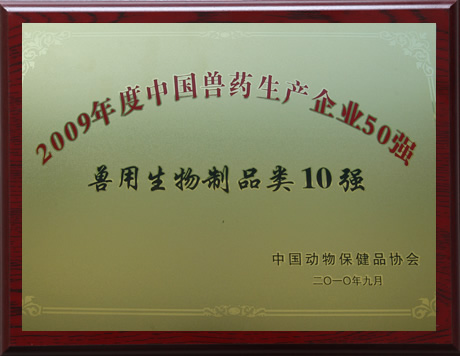 2009年度中国兽药生产企业50强
兽用生物制品类10强
中国动物保健品协会
二〇一〇年九月